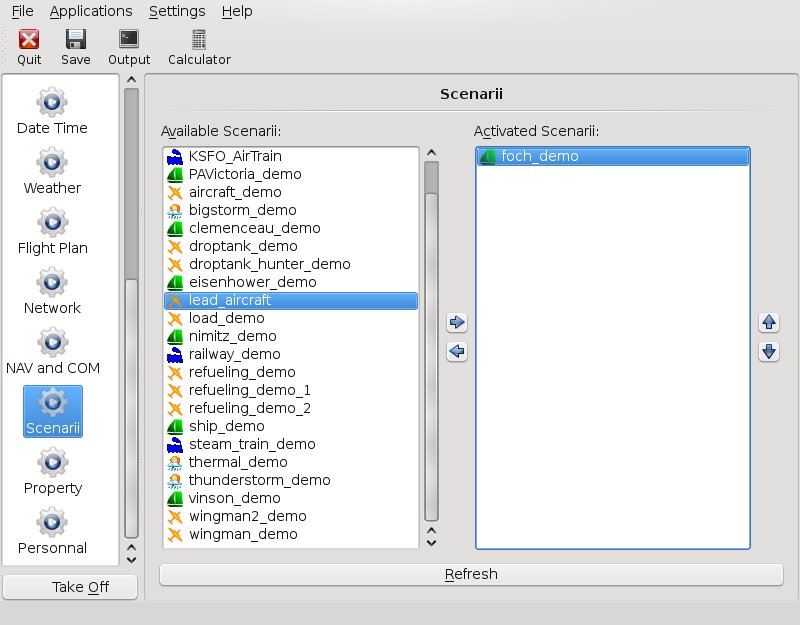 File Applications Settings Help
Quit Save Output Calculator
Date Time
Weather
Flight Plan
Network
NAV and COM
Scenarii
Property
Personnal
Take Off
Scenarii
Available Scenarii:
KSFO_AirTrain
PAVictoria_demo
aircraft_demo
bigstorm_demo
clemenceau_demo
droptank_demo
droptank_hunter_demo
eisenhower_demo
lead_aircraft
load_demo
nimitz_demo
railway_demo
refueling_demo
refueling_demo_1
refueling_demo_2
ship_demo
steam_train_demo
thermal_demo
thunderstorm_demo
vinson_demo
wingman2_demo
wingman_demo
Activated Scenarii:
foch_demo
Refresh